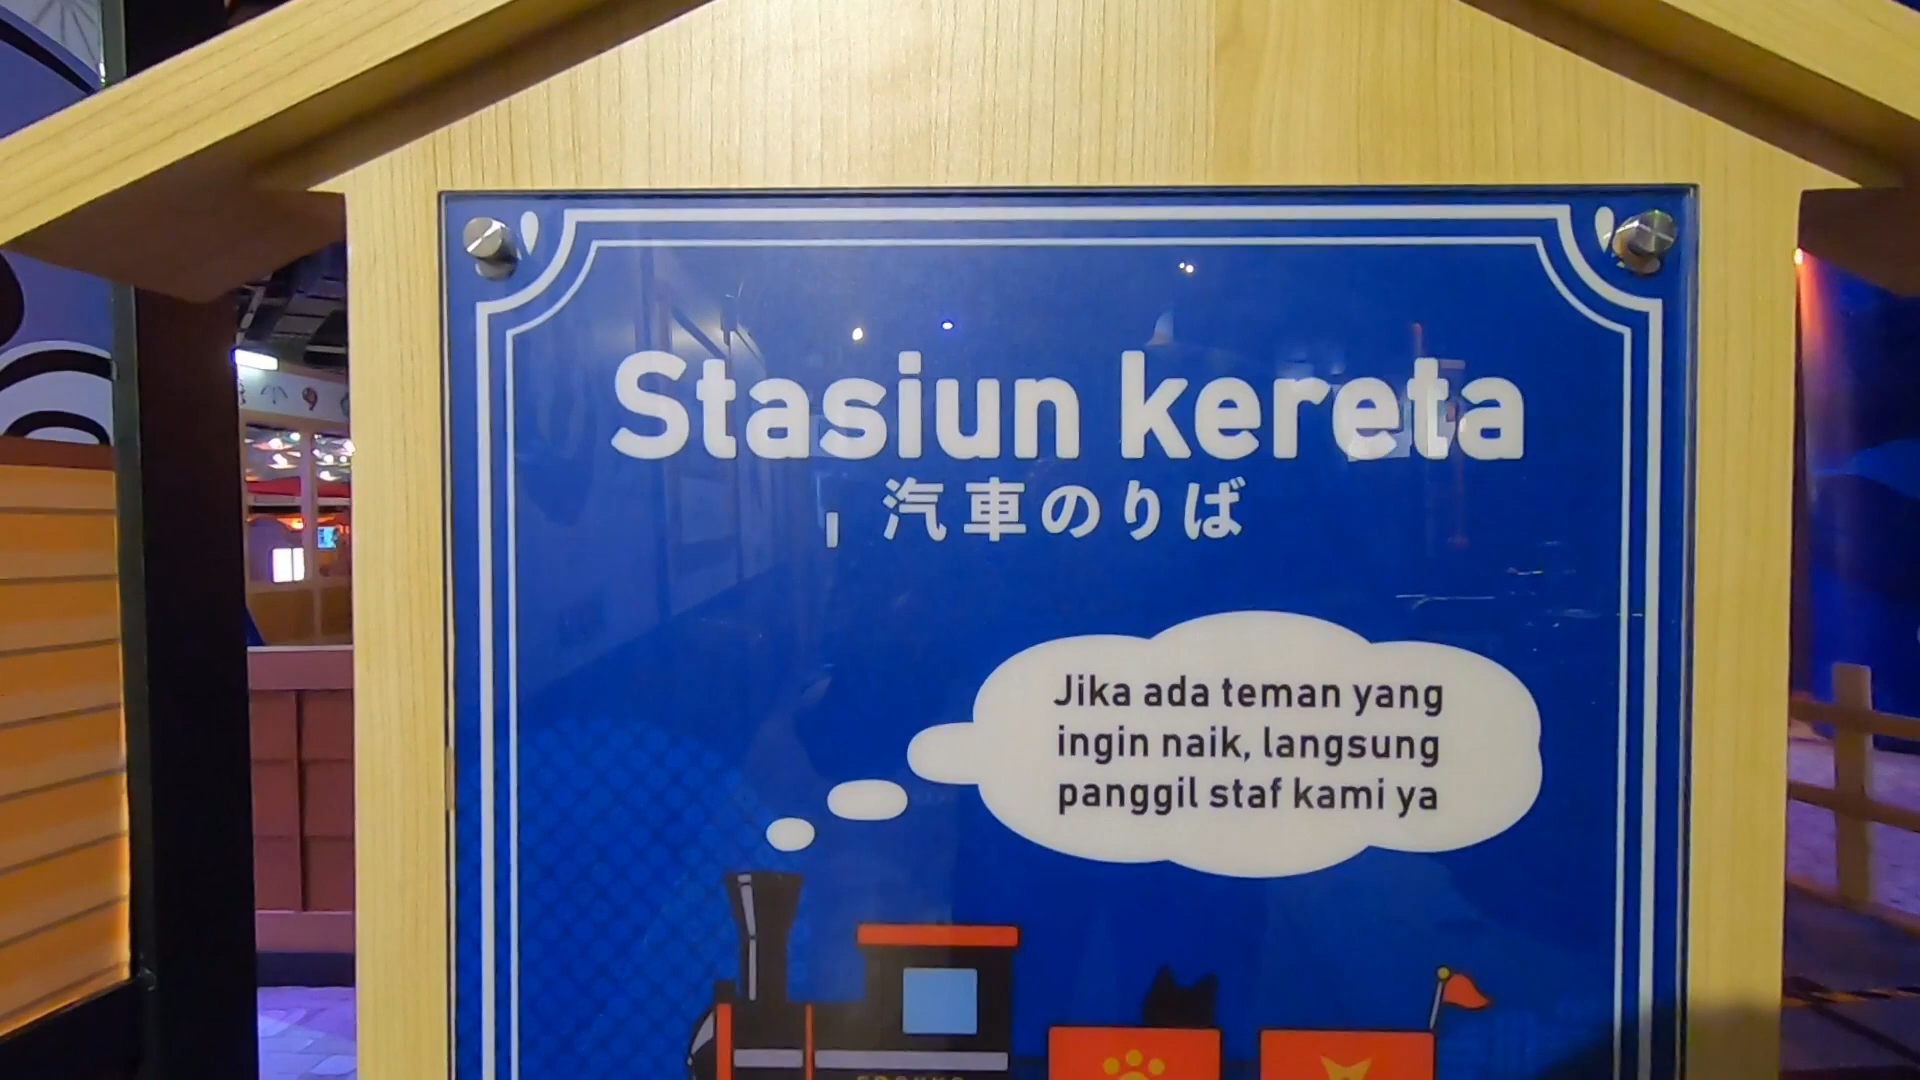 Stasiun kereta
汽車のりば
Jika ada teman yang
ingin naik, langsung
panggil staf kami ya